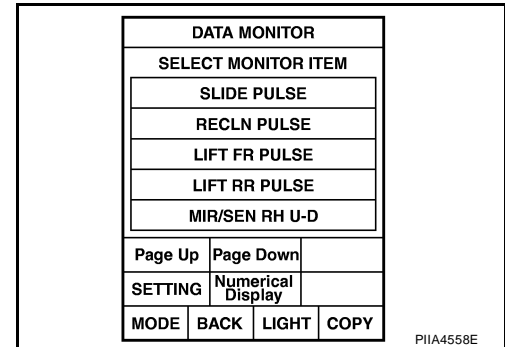 DATA MONITOR
SELECT MONITOR ITEM
SLIDE PULSE
RECLN PULSE
LIFT FR PULSE
LIFT RR PULSE
MIR/SEN RH U-D
Page Up Page Down
SETTING Numerical Display
MODE BACK LIGHT COPY
PIIA4558E